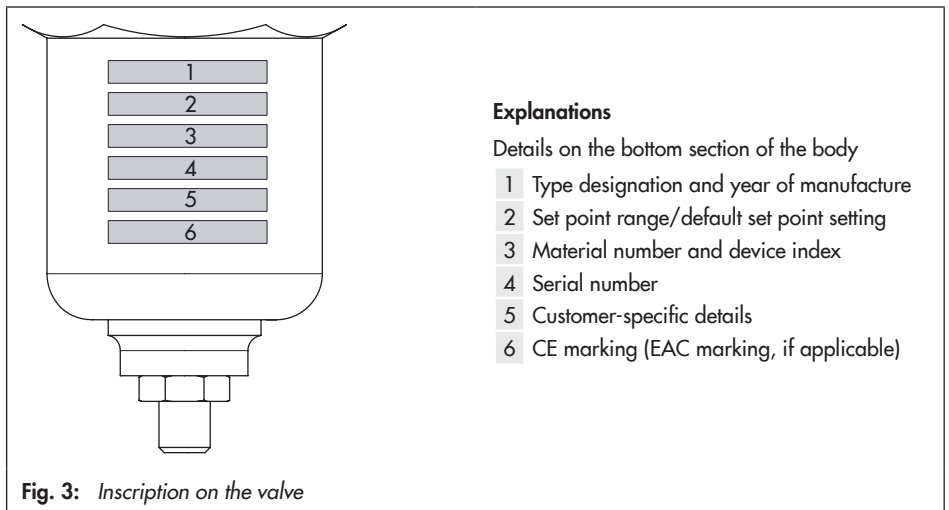 1
2
3
4
5
6
Explanations
Details on the bottom section of the body
1 Type designation and year of manufacture
2 Set point range/default set point setting
3 Material number and device index
4 Serial number
5 Customer-specific details
6 CE marking (EAC marking, if applicable)
Fig. 3: Inscription on the valve